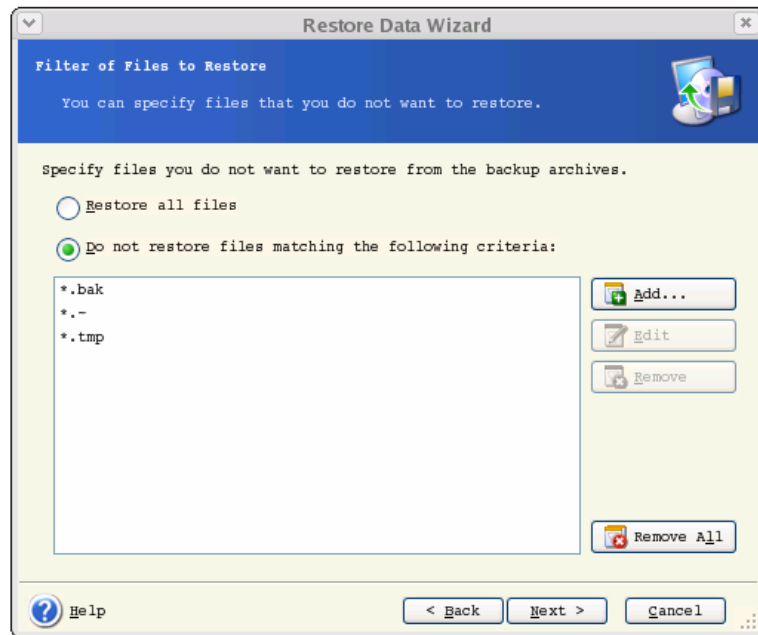 Restore Data Wizard
Filter of Files to Restore
You can specify files that you do not want to restore.
Specify files you do not want to restore from the backup archives.
Restore all files
Do not restore files matching the following criteria:
*.bak
*.~
*.tmp
Add...
Edit
Remove
Remove All
Help
< Back
Next >
Cancel